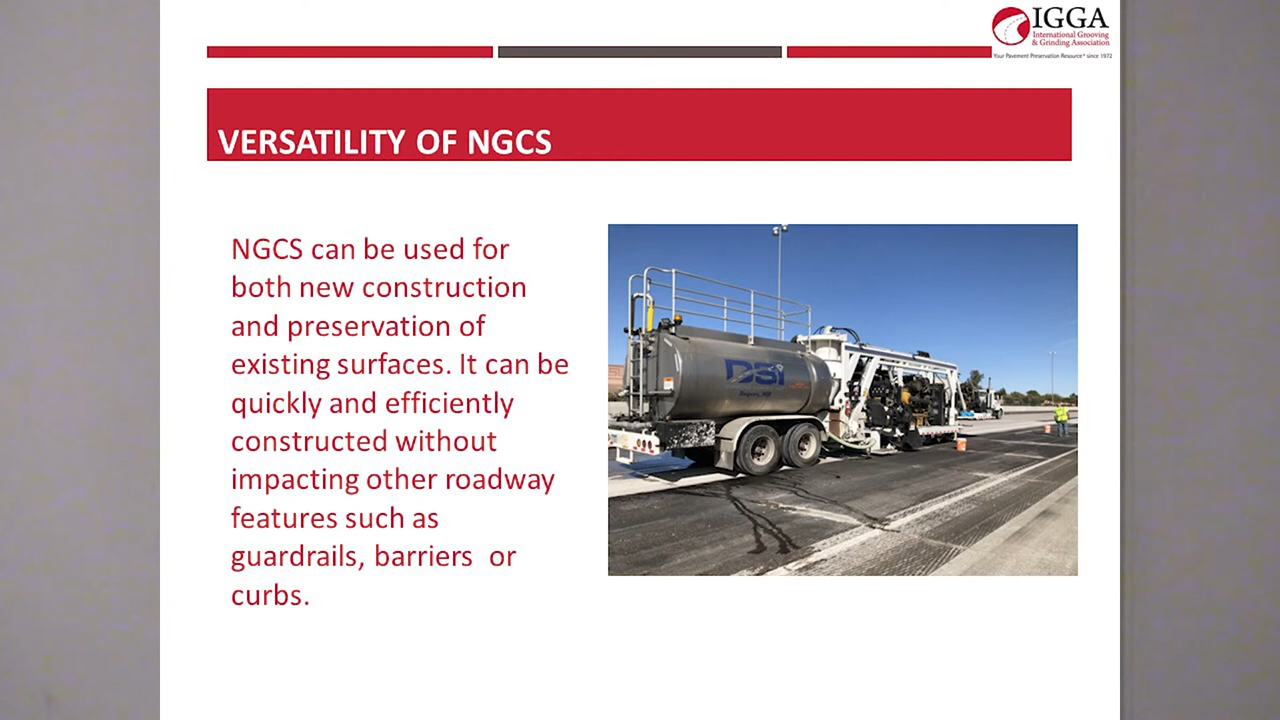 IGGA
International Grooving
& Grinding Association
Your Pavement Preservation Resource® since 1972
VERSATILITY OF NGCS
NGCS can be used for
both new construction
and preservation of
existing surfaces. It can be
quickly and efficiently
constructed without
impacting other roadway
features such as
guardrails, barriers or
curbs.
DSI